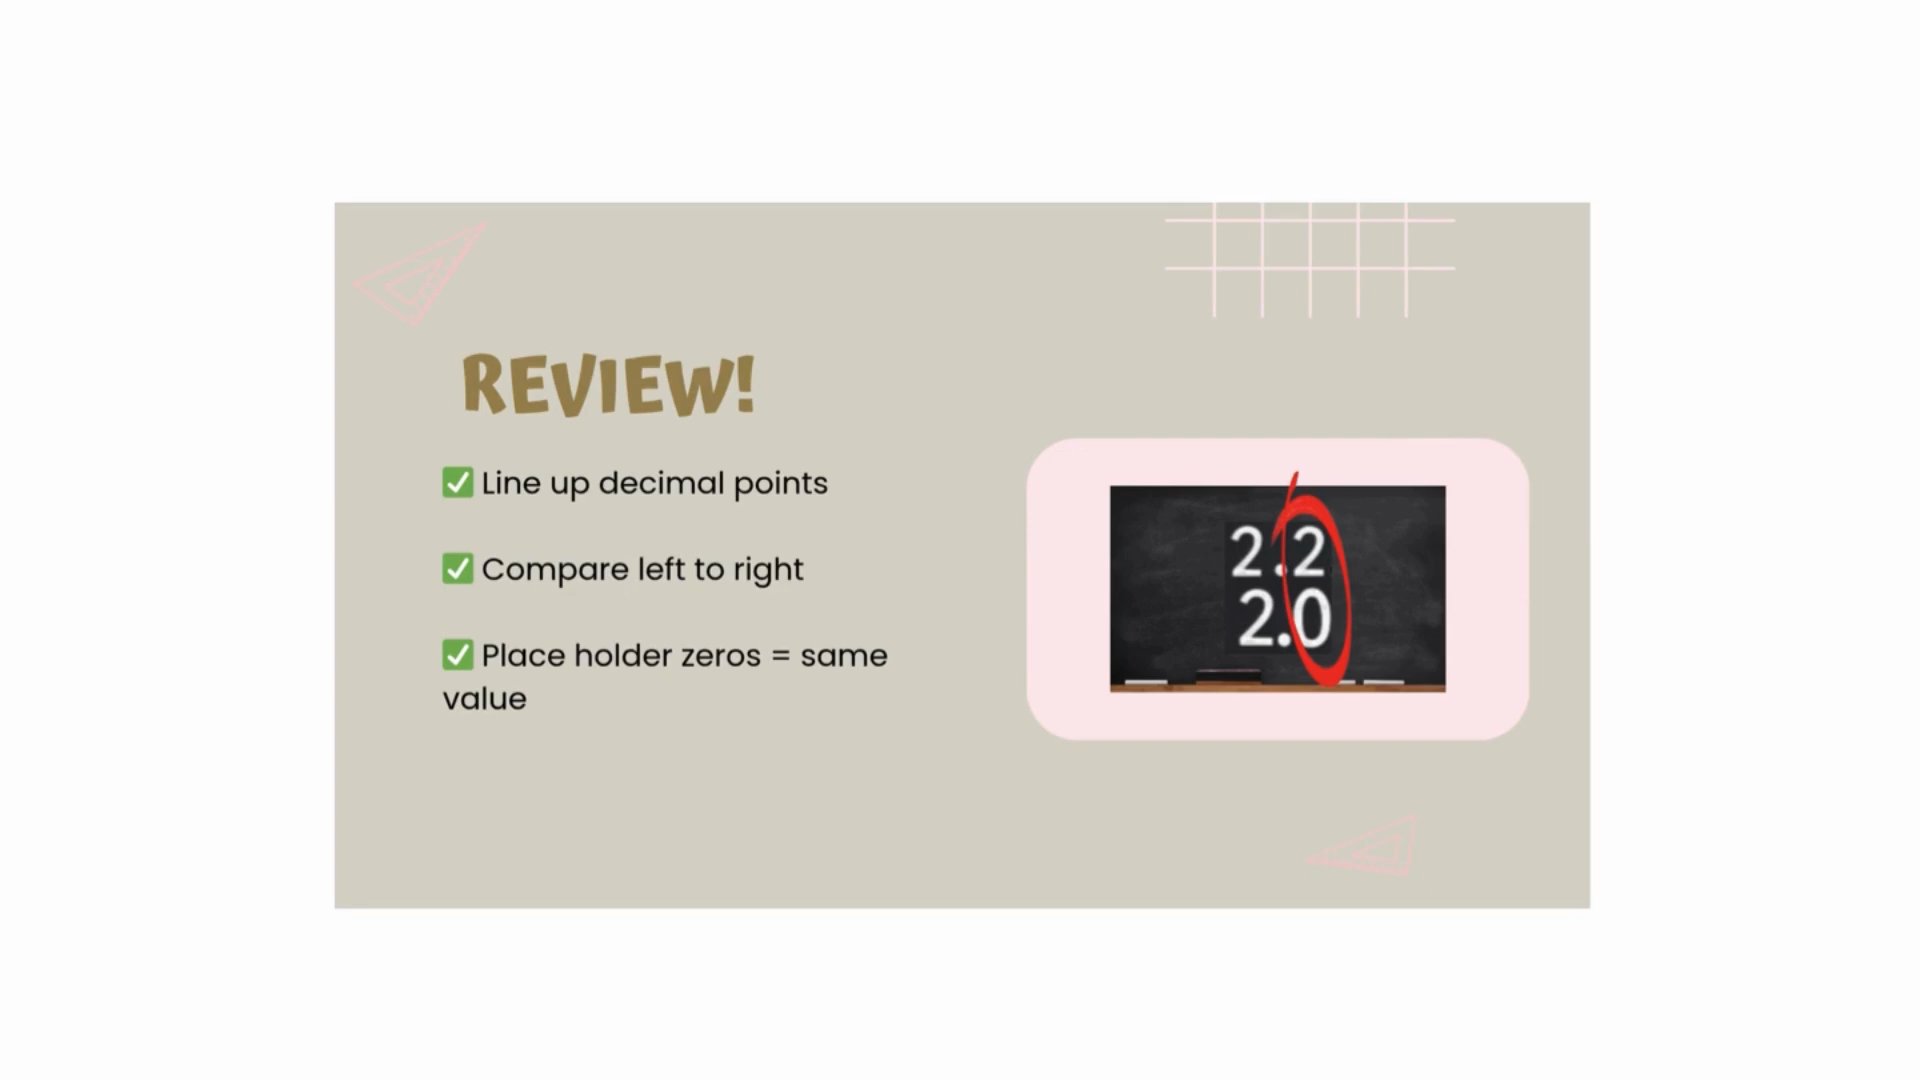 REVIEW!
✅ Line up decimal points
✅ Compare left to right
✅ Place holder zeros = same
value
2.2
2.0